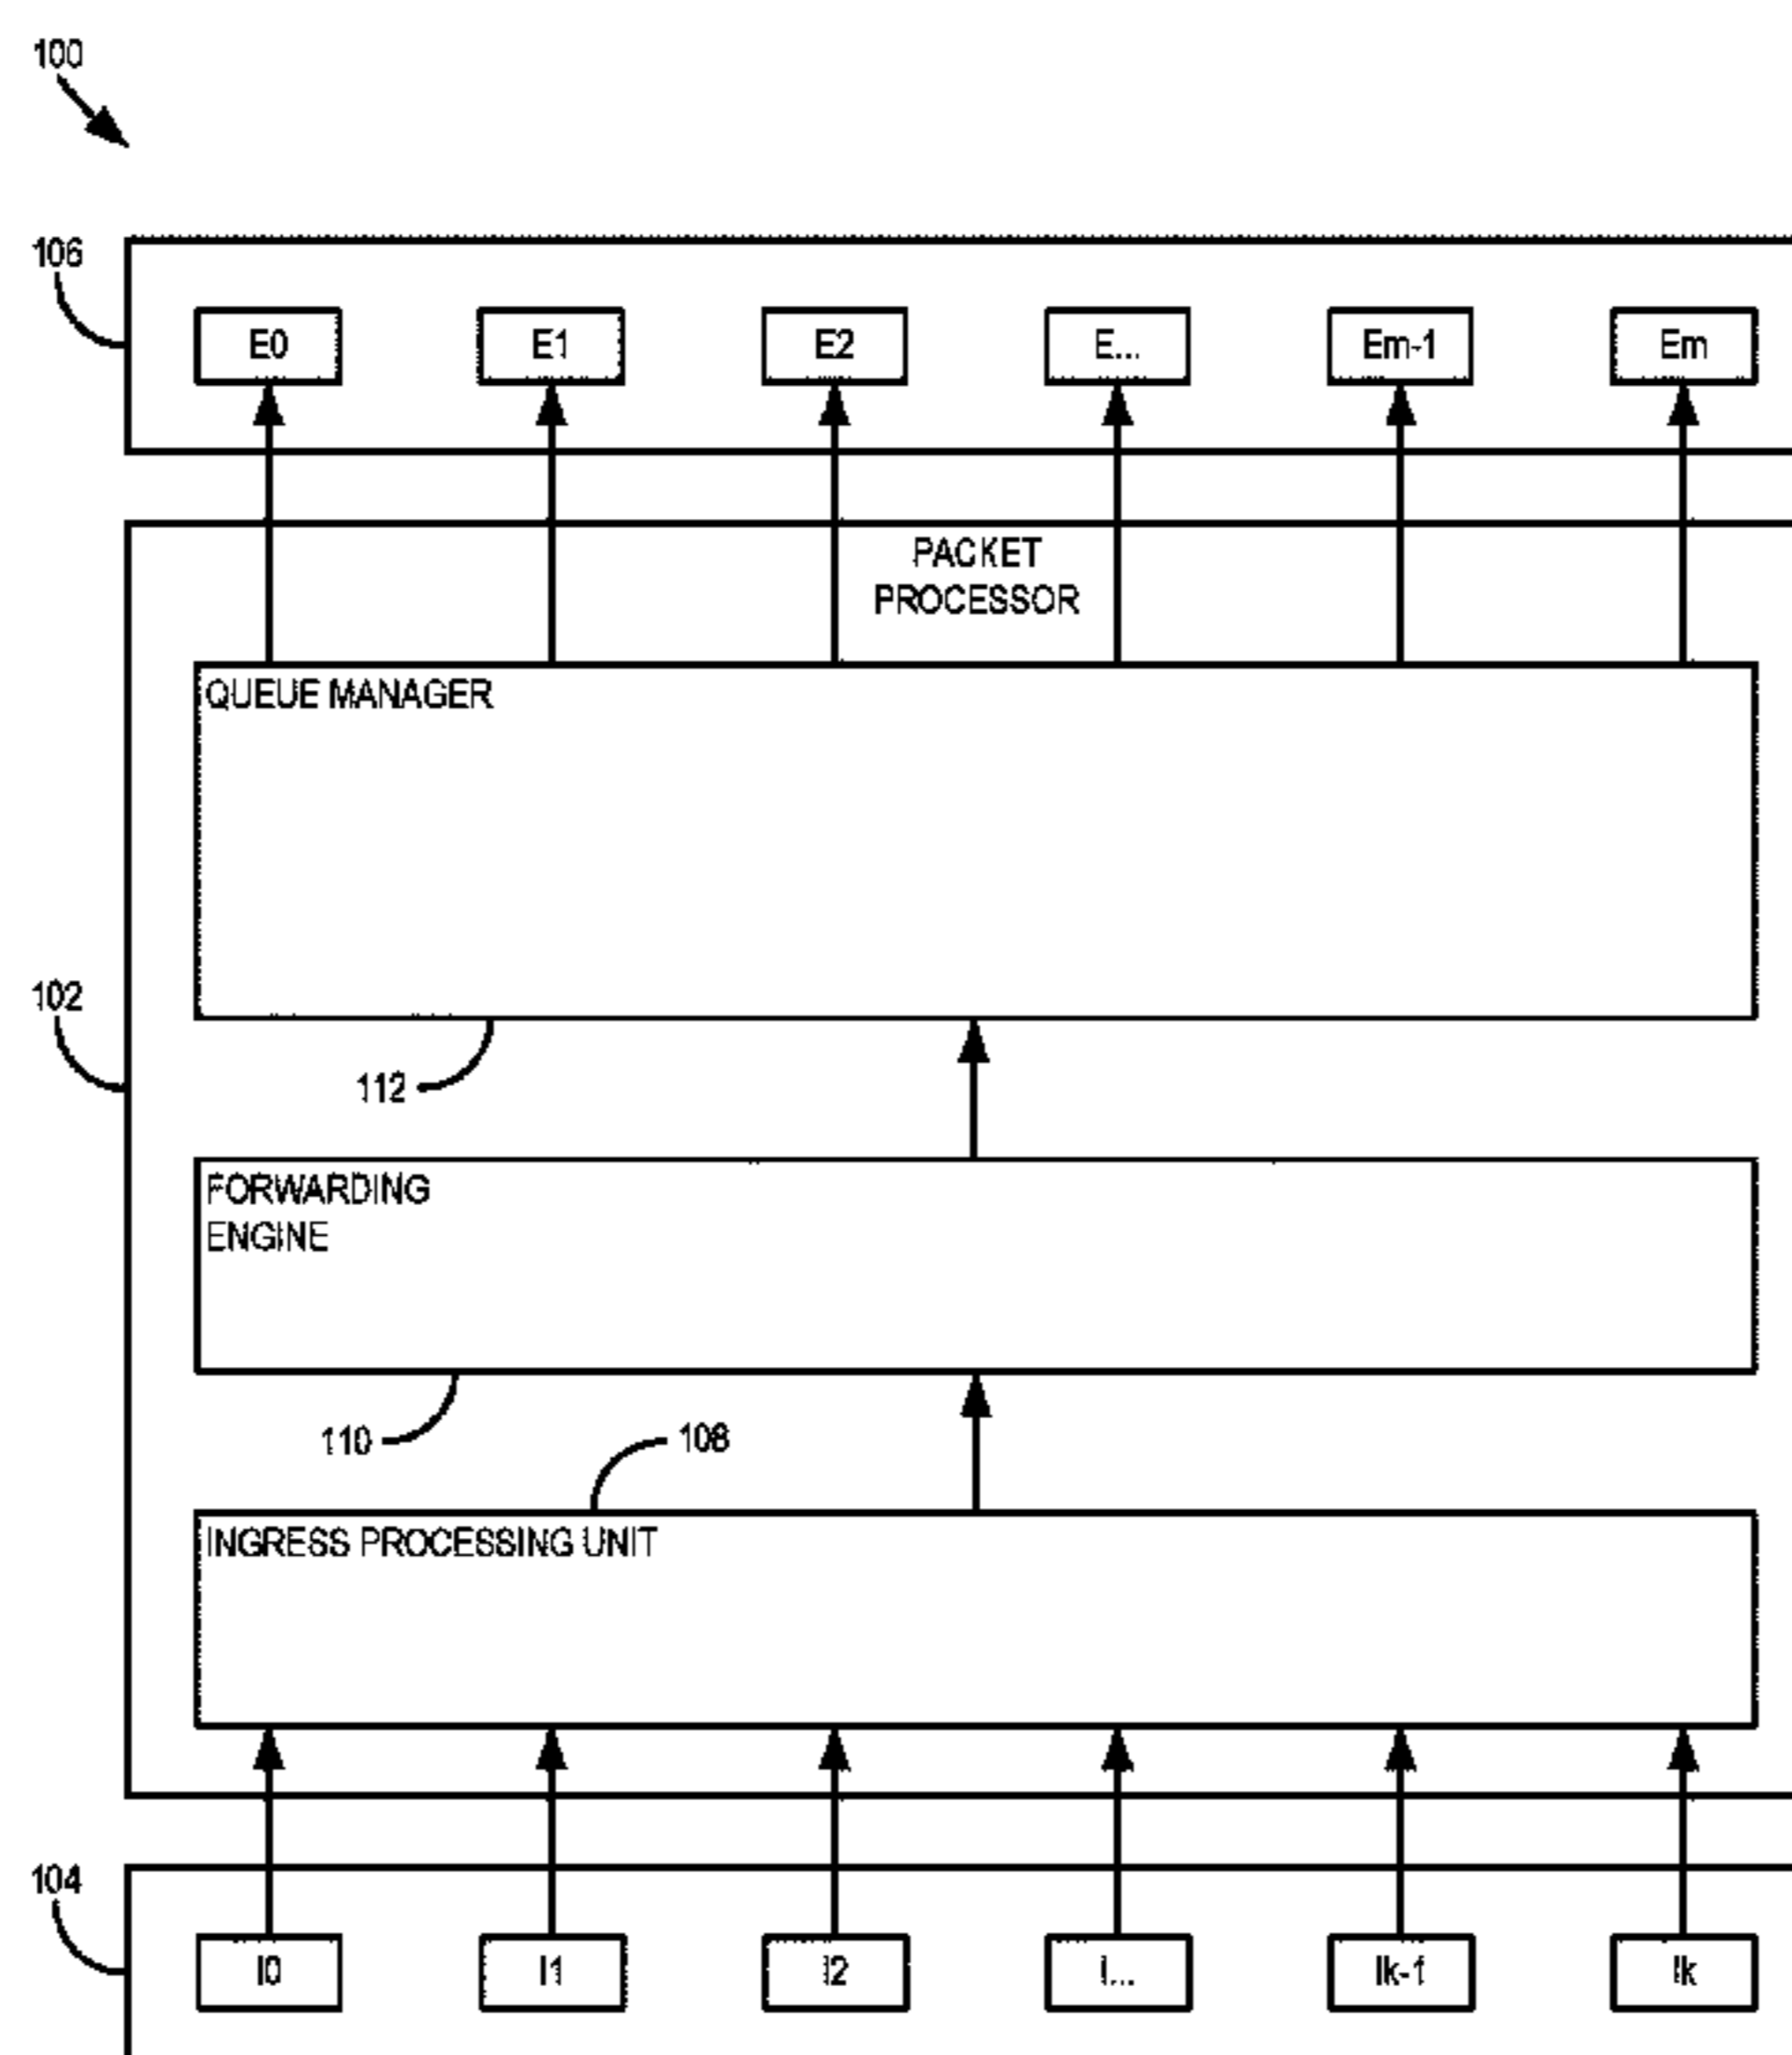 100
106
E0
E1
E2
E...
Em-1
Em
PACKET
PROCESSOR
QUEUE MANAGER
102
112
FORWARDING
ENGINE
110
108
INGRESS PROCESSING UNIT
104
I0
I1
I2
I...
Ik-1
Ik